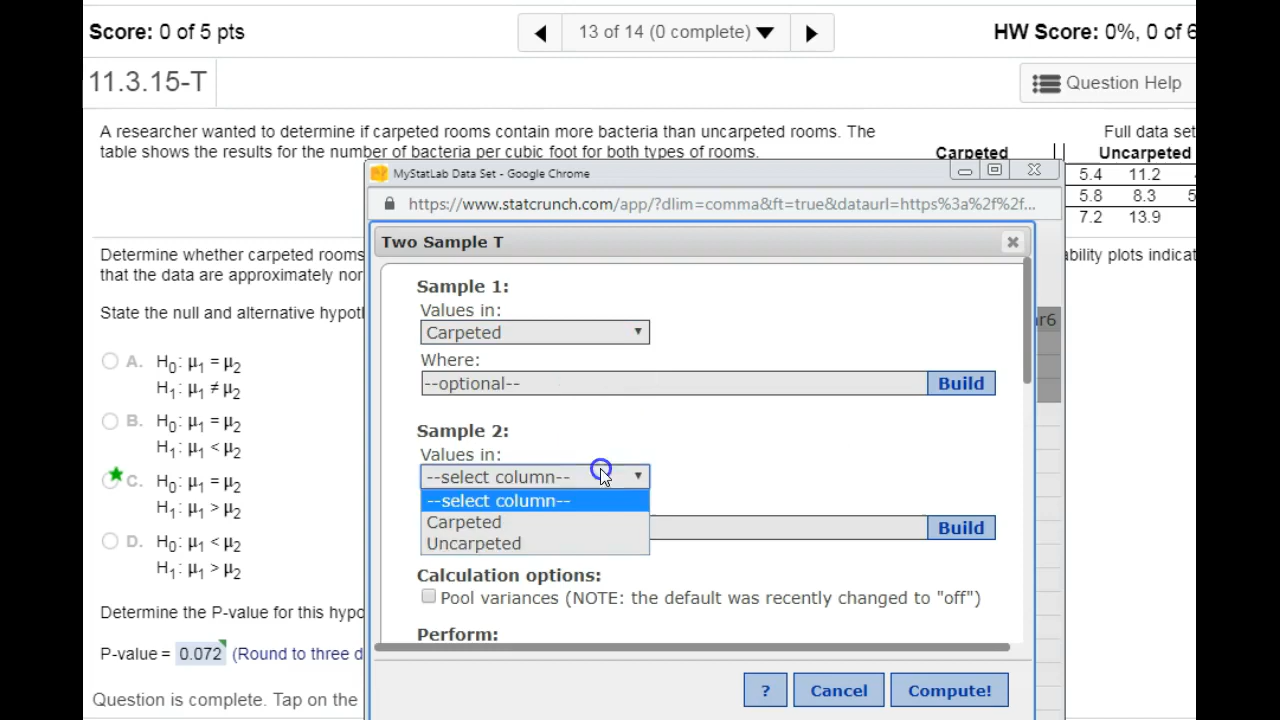 Score: 0 of 5 pts
13 of 14 (0 complete)
HW Score: 0%, 0 of 6
11.3.15-T
Question Help
A researcher wanted to determine if carpeted rooms contain more bacteria than uncarpeted rooms. The
table shows the results for the number of bacteria per cubic foot for both types of rooms.
Full data set
Carpeted
Uncarpeted
5.4 11.2
5.8 8.3 5
7.2 13.9
MyStatLab Data Set - Google Chrome
https://www.statcrunch.com/app/?dlim=comma&ft=true&dataurl=https%3a%2f%2f...
Two Sample T
Sample 1:
Values in:
Carpeted
Where:
--optional--
Build
Sample 2:
Values in:
--select column--
--select column--
Carpeted
Uncarpeted
Build
Calculation options:
Pool variances (NOTE: the default was recently changed to "off")
Perform:
?
Cancel
Compute!
Determine whether carpeted rooms
bility plots indicat
that the data are approximately nor
State the null and alternative hypot
r6
A. H0: μ1 = μ2
H1: μ1 ≠ μ2
B. H0: μ1 = μ2
H1: μ1 < μ2
C. H0: μ1 = μ2
H1: μ1 > μ2
D. H0: μ1 < μ2
H1: μ1 > μ2
Determine the P-value for this hypo
P-value = 0.072 (Round to three d
Question is complete. Tap on the